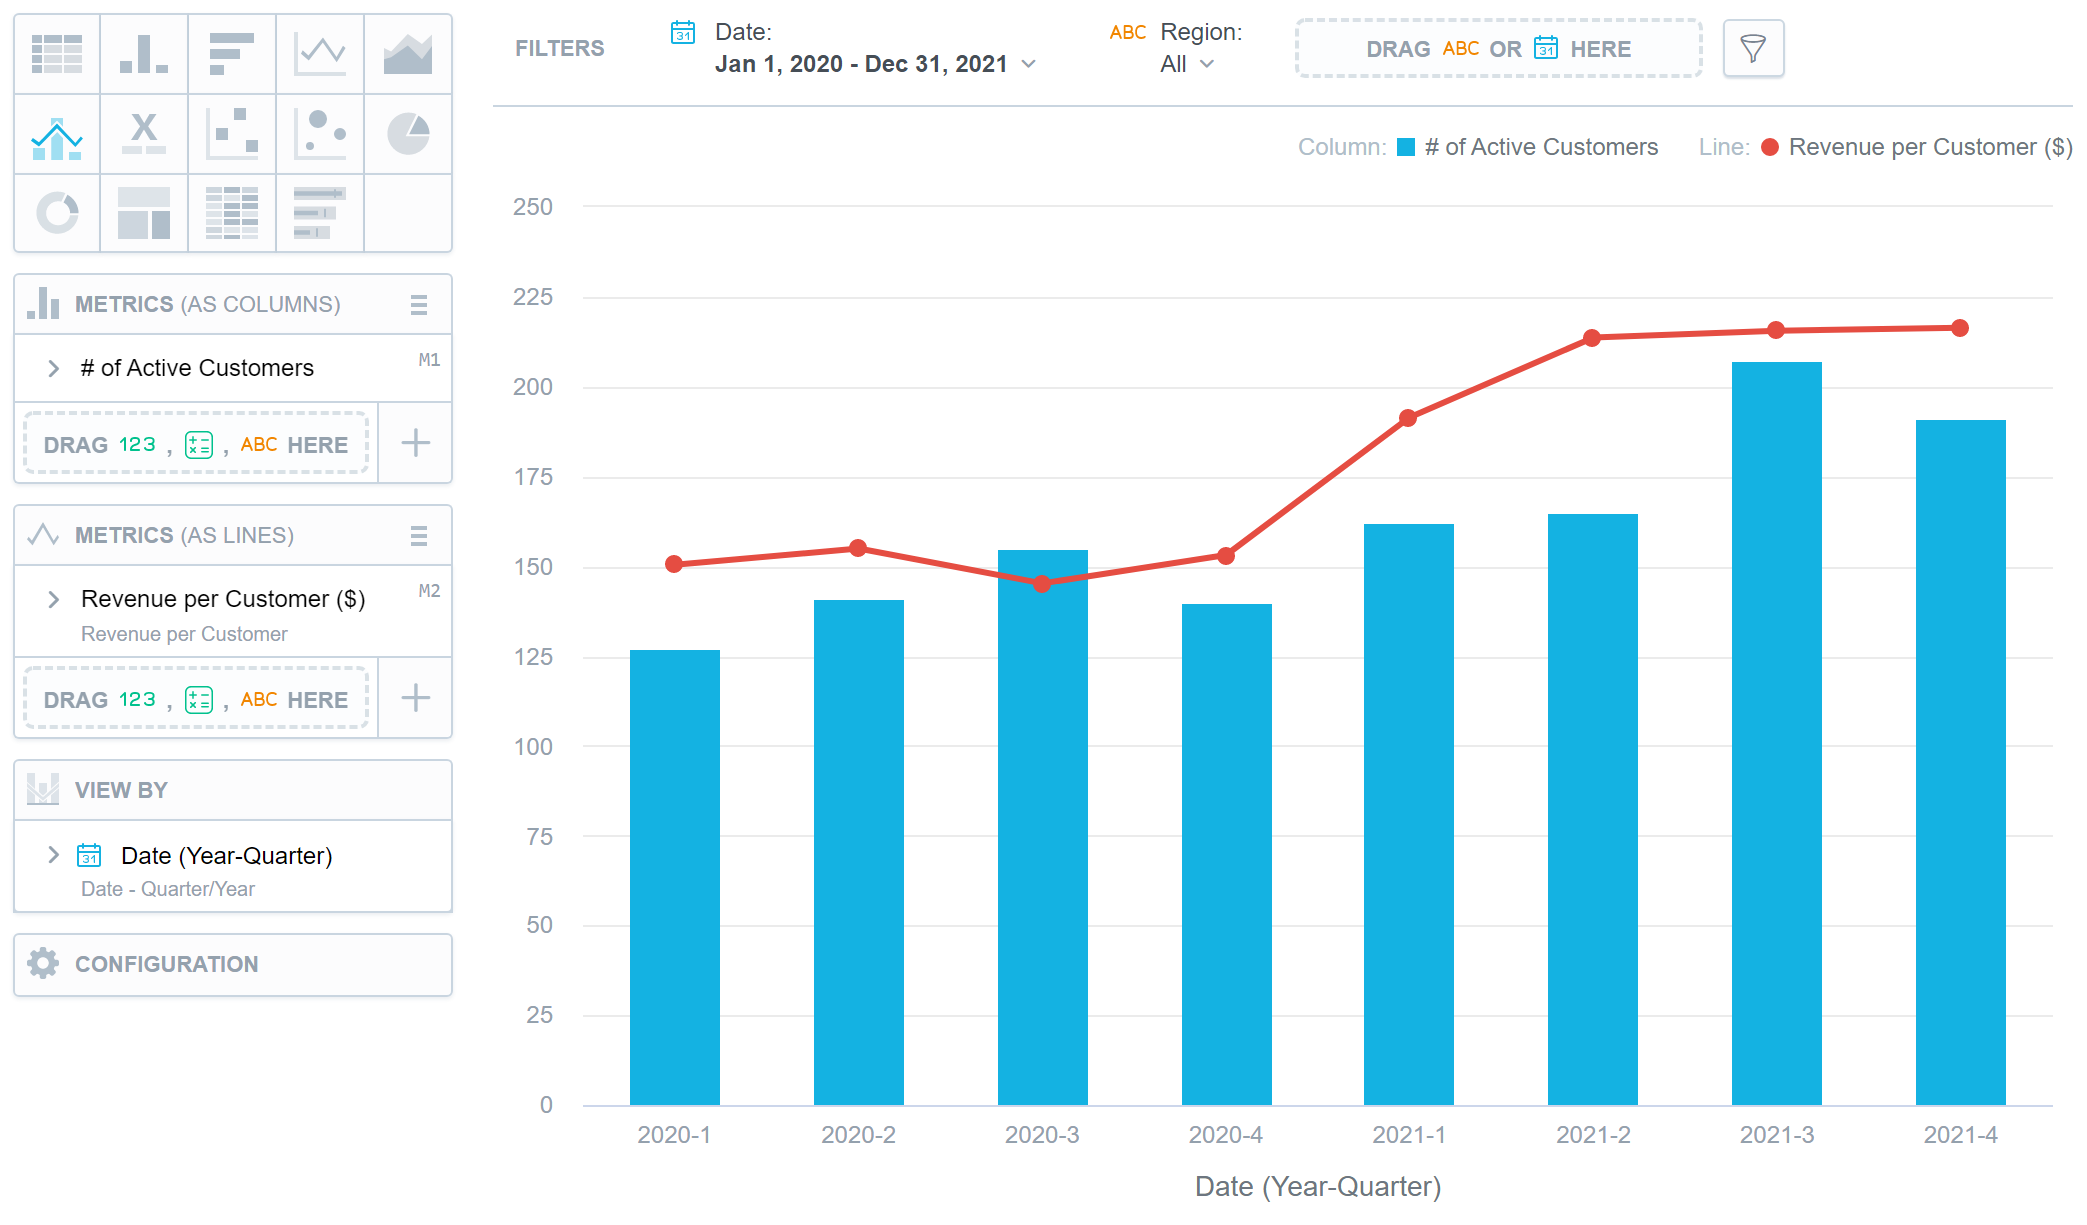 X
METRICS (AS COLUMNS)
# of Active Customers M1
DRAG 123 , , ABC HERE
METRICS (AS LINES)
Revenue per Customer ($) M2
Revenue per Customer
DRAG 123 , , ABC HERE
VIEW BY
31 Date (Year-Quarter)
Date - Quarter/Year
CONFIGURATION
FILTERS
31 Date:
Jan 1, 2020 - Dec 31, 2021
ABC Region:
All
DRAG ABC OR 31 HERE
Column: # of Active Customers Line: Revenue per Customer ($)
250
225
200
175
150
125
100
75
50
25
0
2020-1 2020-2 2020-3 2020-4 2021-1 2021-2 2021-3 2021-4
Date (Year-Quarter)